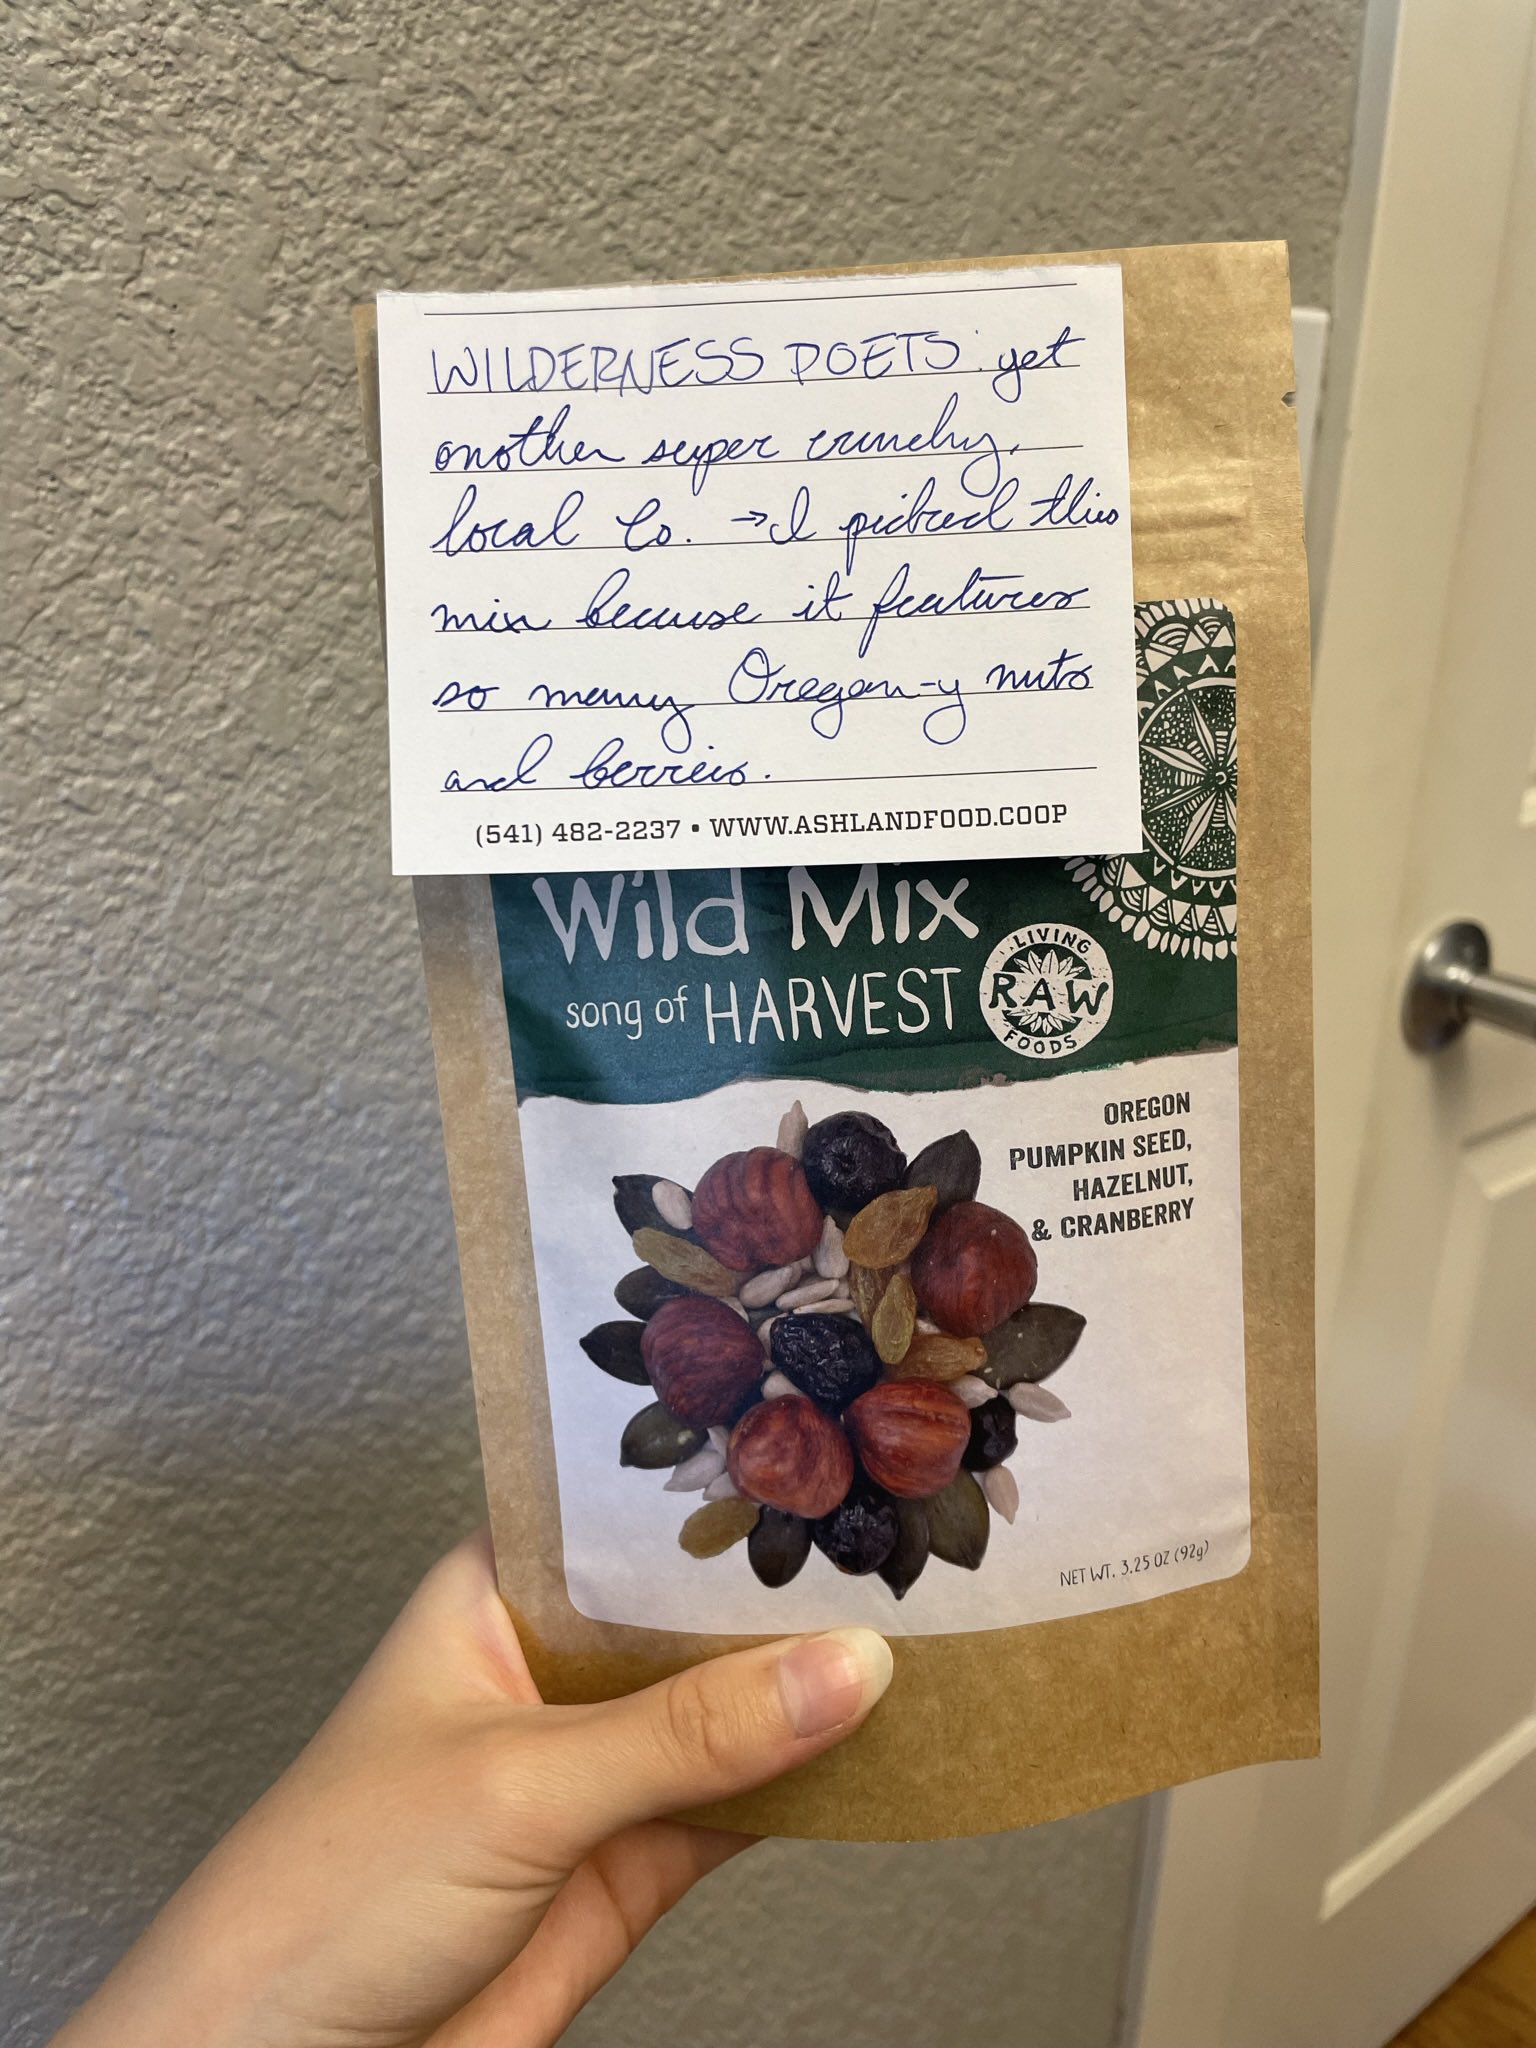 WILDERNESS POETS: yet
another super crunchy,
local Co. → I picked this
mix because it features
so many Oregon-y nuts
and berries.
(541) 482-2237 • WWW.ASHLANDFOOD.COOP
Wild Mix
song of HARVEST
LIVING
RAW
FOODS
OREGON
PUMPKIN SEED,
HAZELNUT,
& CRANBERRY
NET WT. 3.25 OZ (92g)